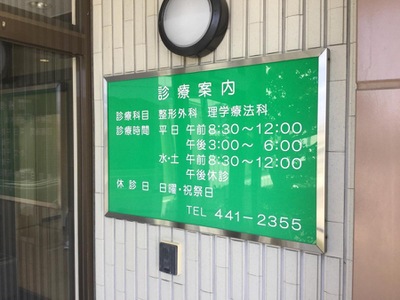 診療案内
診療科目 整形外科 理学療法科
診療時間 平日 午前8:30～12:00
午後3:00～6:00
水・土 午前8:30～12:00
午後休診
休診日 日曜・祝祭日
TEL 441-2355